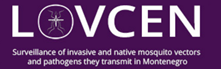 LOVCEN
Surveillance of invasive and native mosquito vectors
and pathogens they transmit in Montenegro